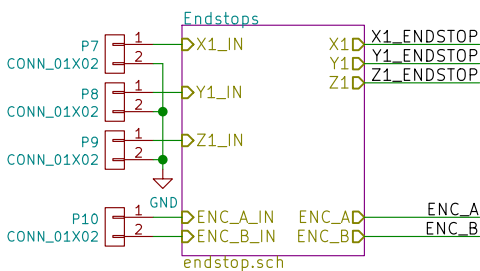 Endstops
P7
CONN_01X02
1
2
X1_IN
X1
X1_ENDSTOP
Y1
Y1_ENDSTOP
Z1
Z1_ENDSTOP
P8
CONN_01X02
1
2
Y1_IN
P9
CONN_01X02
1
2
Z1_IN
GND
P10
CONN_01X02
1
2
ENC_A_IN
ENC_A
ENC_A
ENC_B_IN
ENC_B
ENC_B
endstop.sch